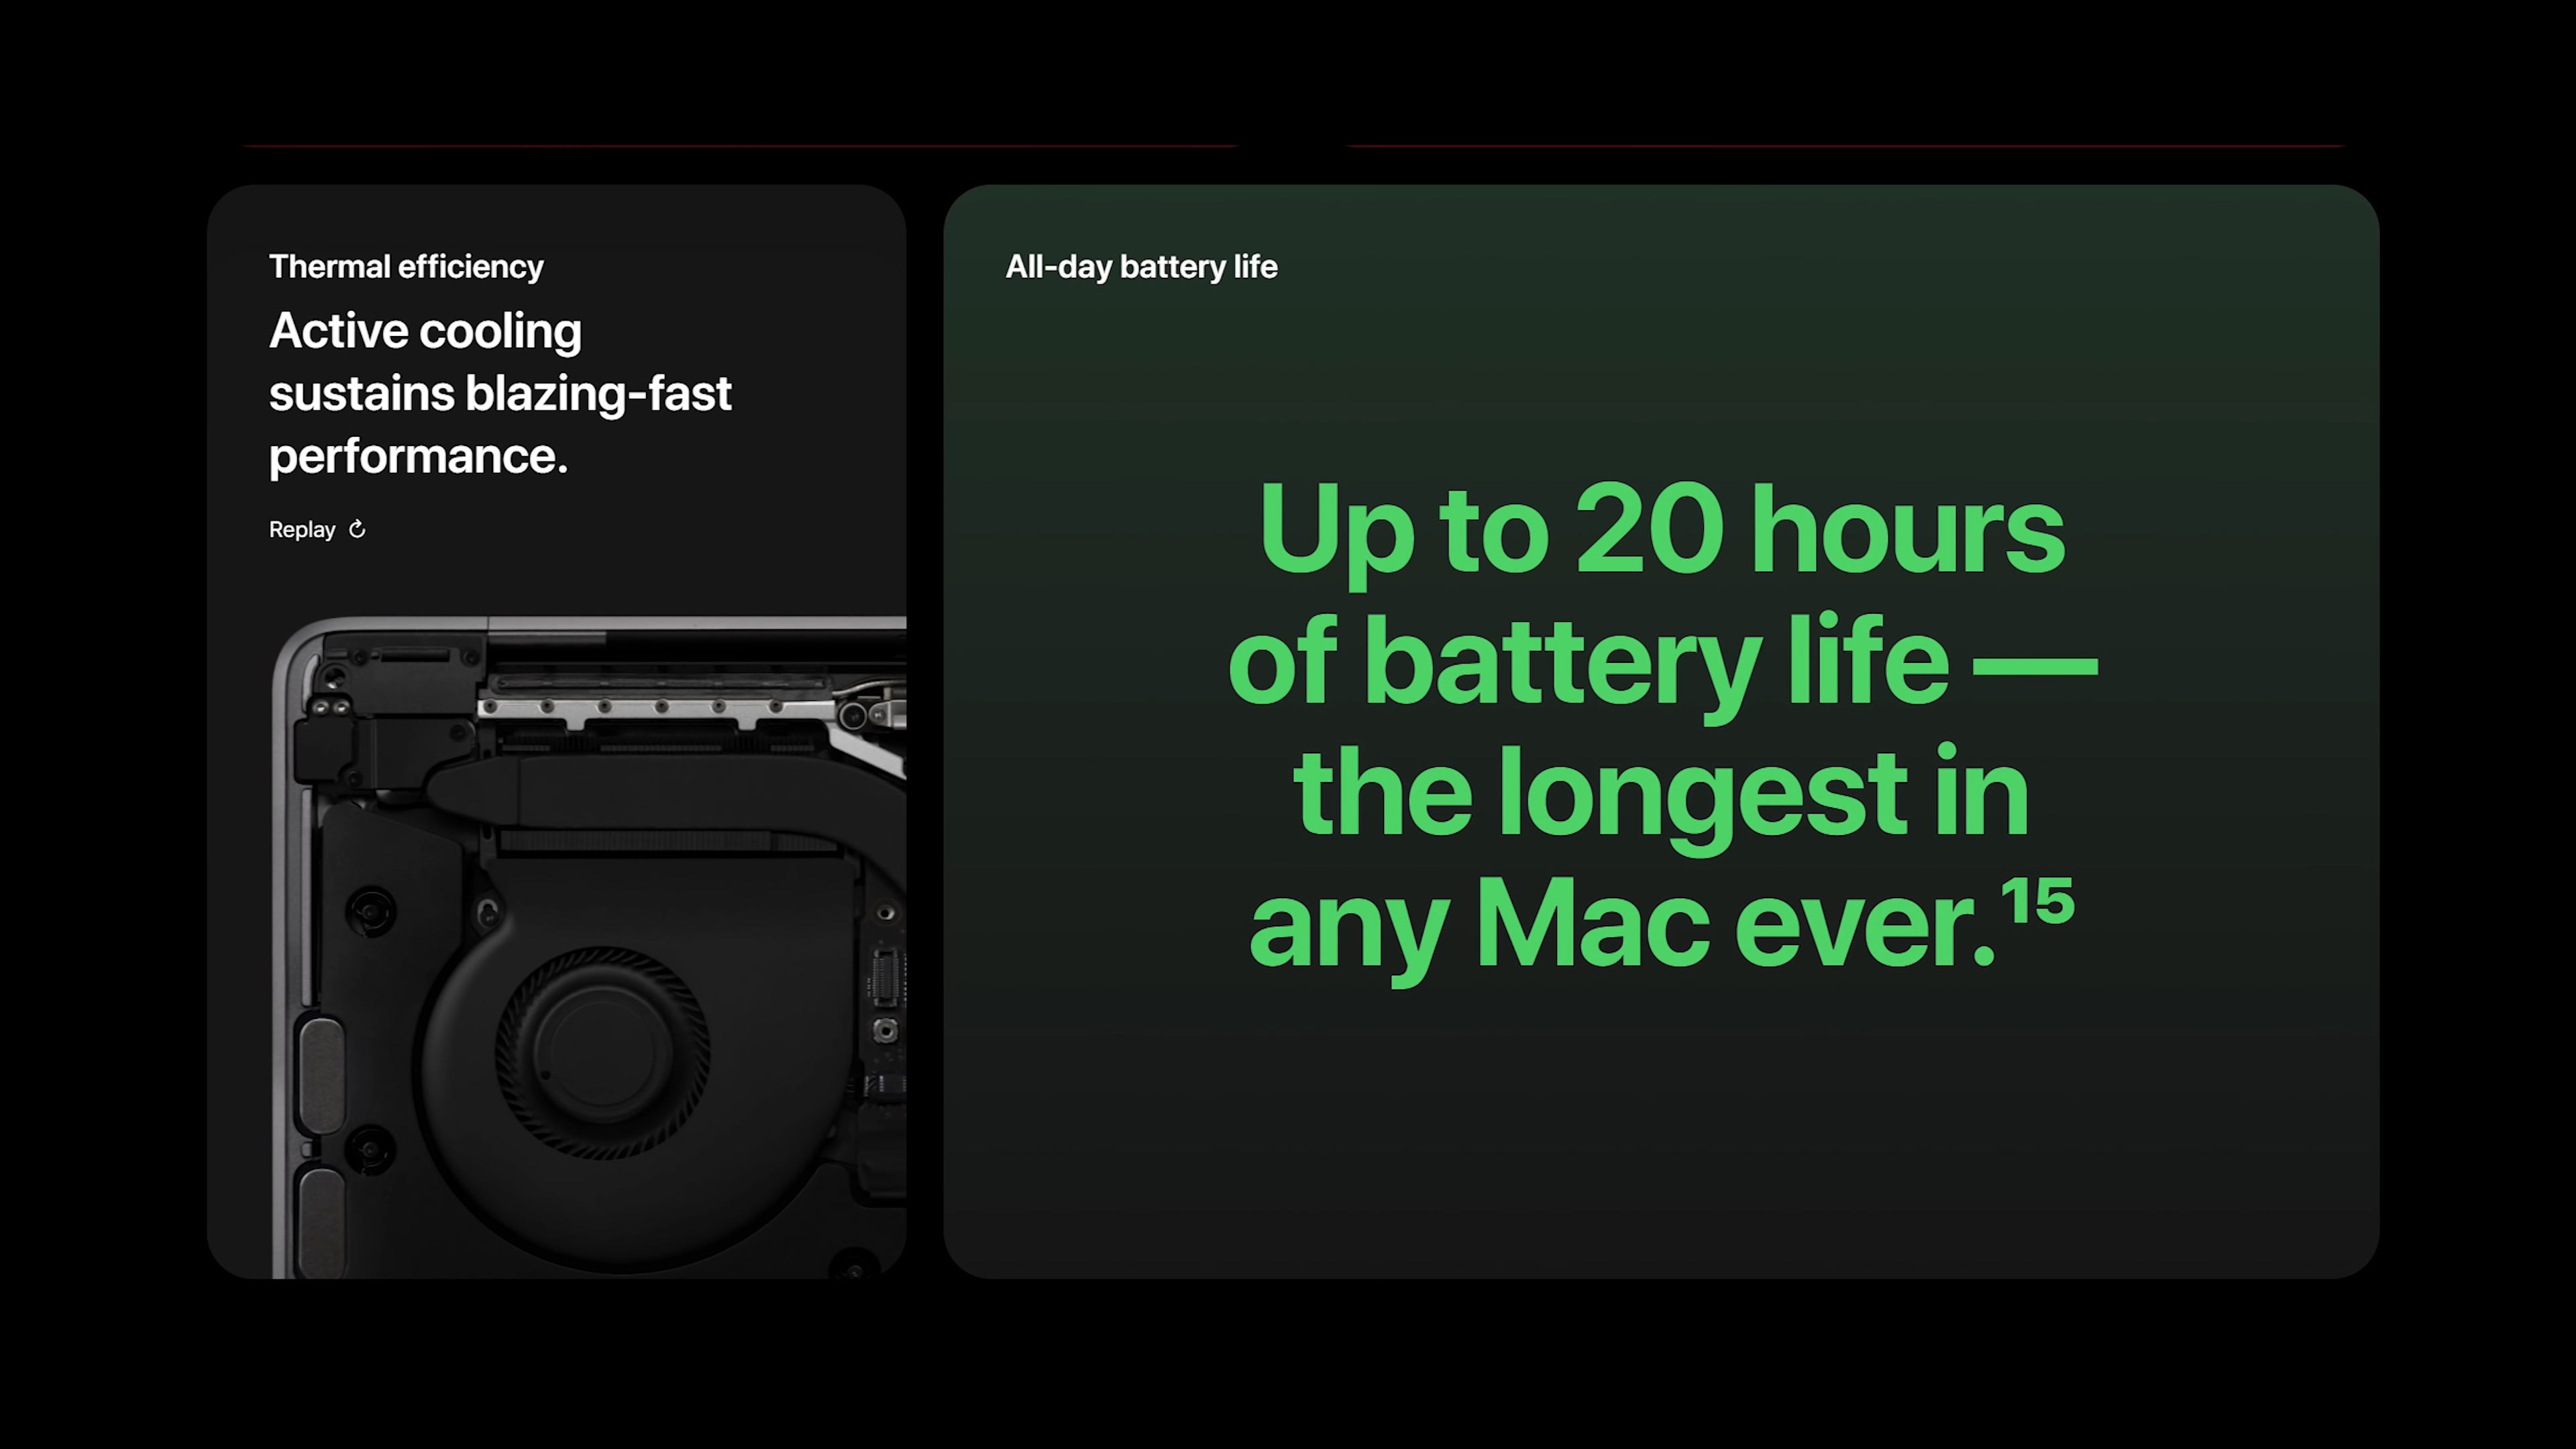 Thermal efficiency
Active cooling
sustains blazing-fast
performance.
Replay
All-day battery life
Up to 20 hours
of battery life —
the longest in
any Mac ever.¹⁵